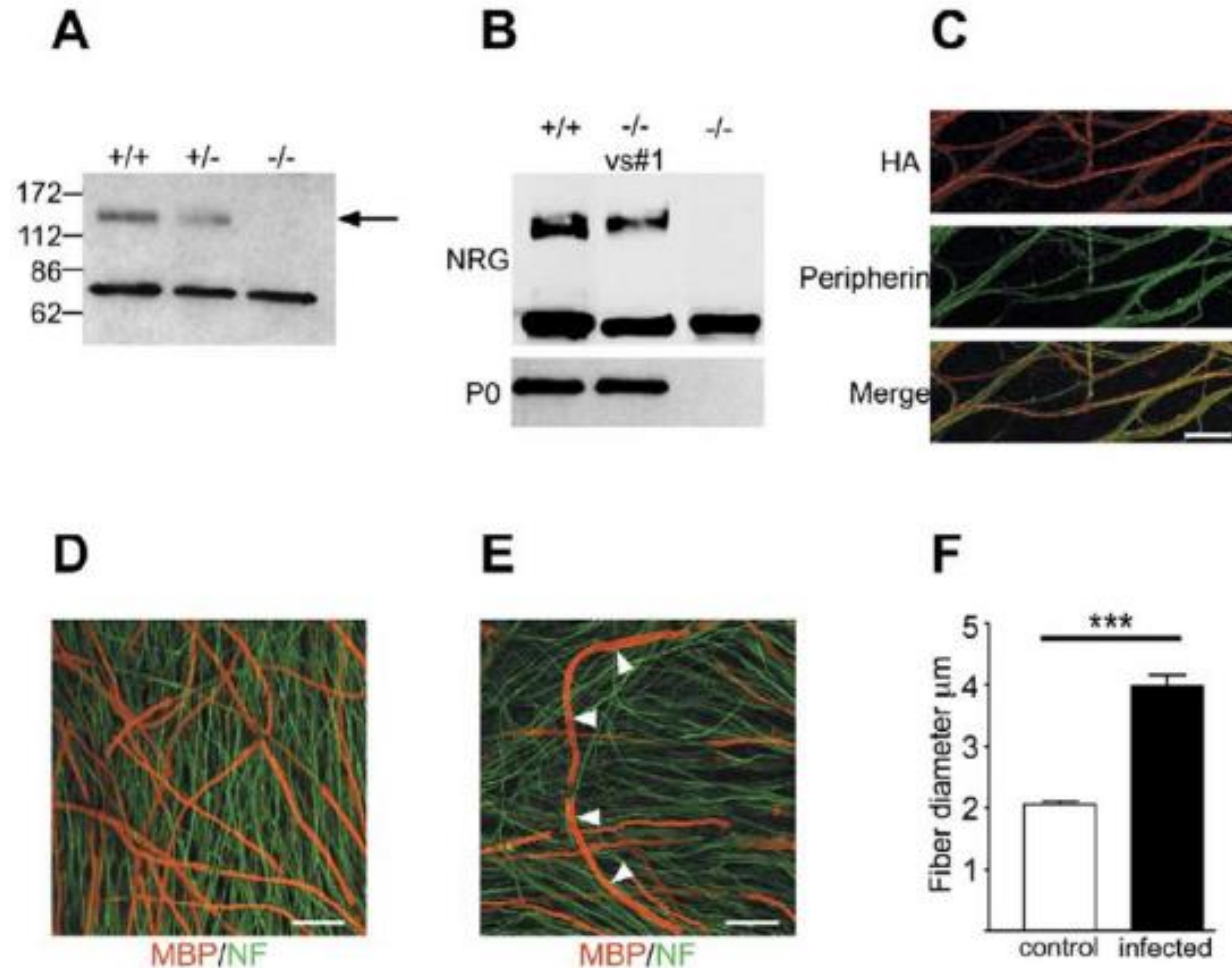 A
+/+ +/- -/-
172
112
86
62
B
+/+ -/- -/-
vs#1
NRG
P0
C
HA
Peripherin
Merge
D
MBP/NF
E
MBP/NF
F
***
5
4
3
2
1
Fiber diameter µm
control infected